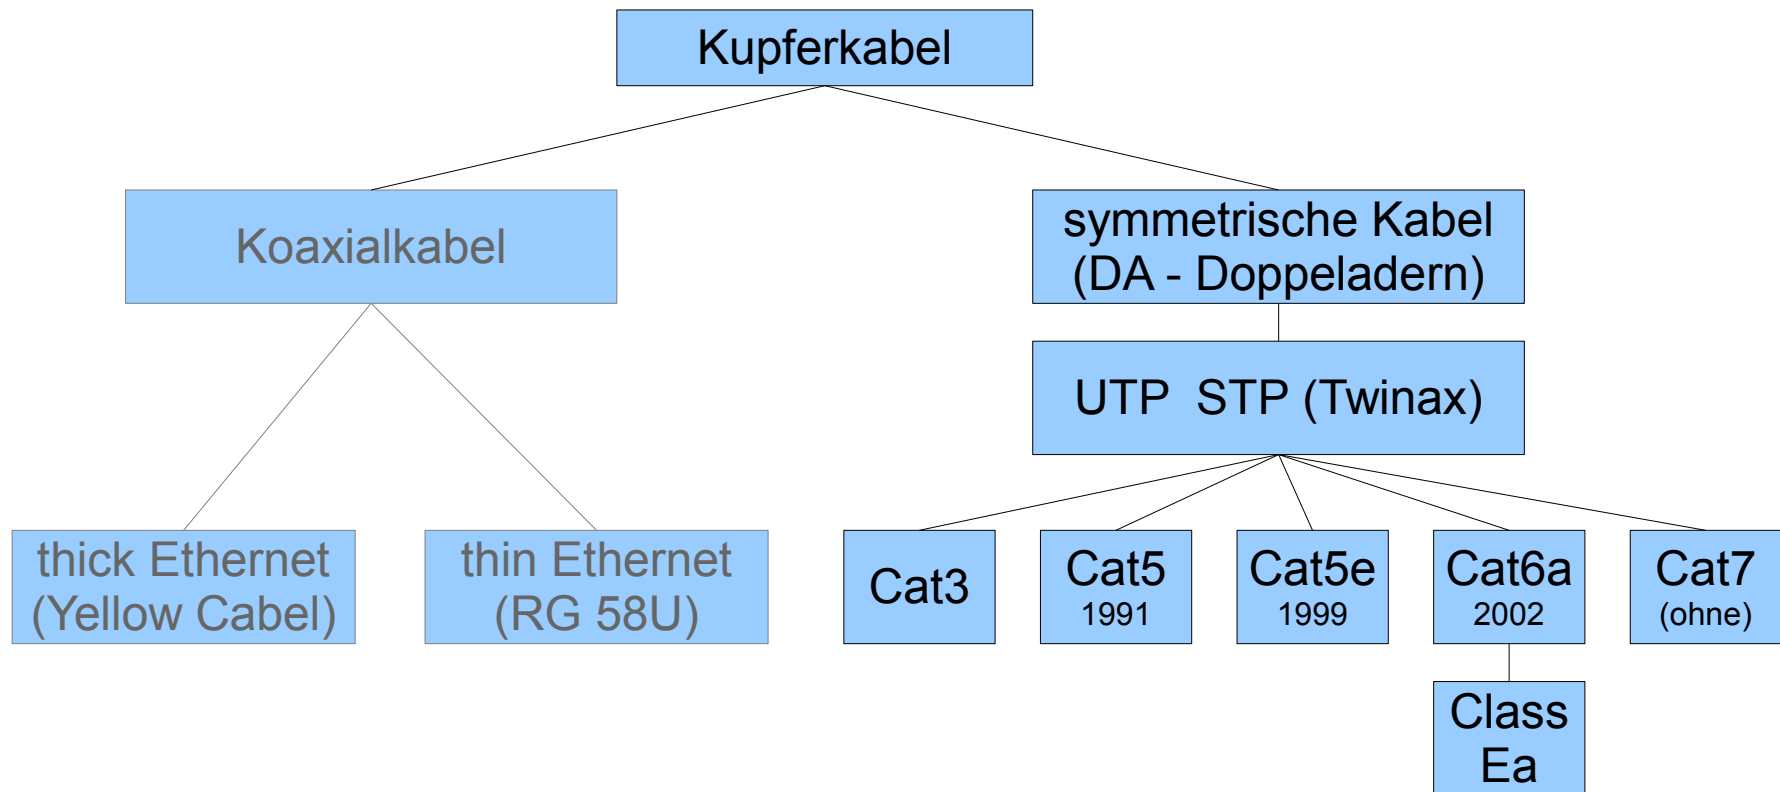 Kupferkabel
Koaxialkabel
symmetrische Kabel
(DA - Doppeladern)
UTP  STP (Twinax)
thick Ethernet
(Yellow Cabel)
thin Ethernet
(RG 58U)
Cat3
Cat5
1991
Cat5e
1999
Cat6a
2002
Cat7
(ohne)
Class
Ea